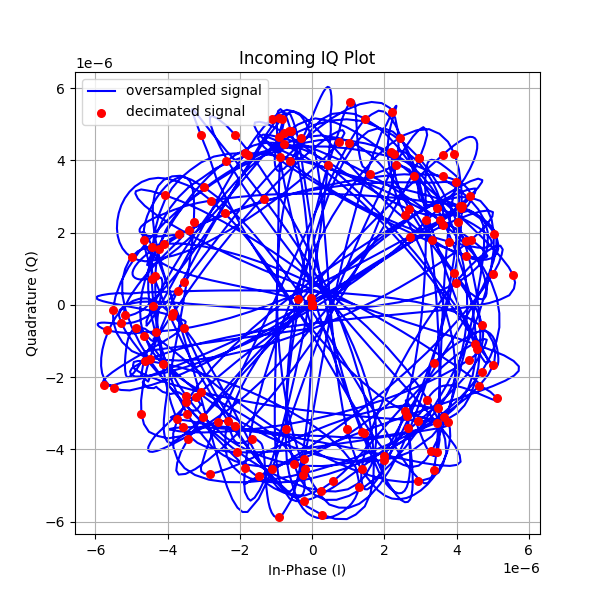 Incoming IQ Plot
1e−6
oversampled signal
decimated signal
6
4
2
0
−2
−4
−6
Quadrature (Q)
−6 −4 −2 0 2 4 6
In-Phase (I)
1e−6